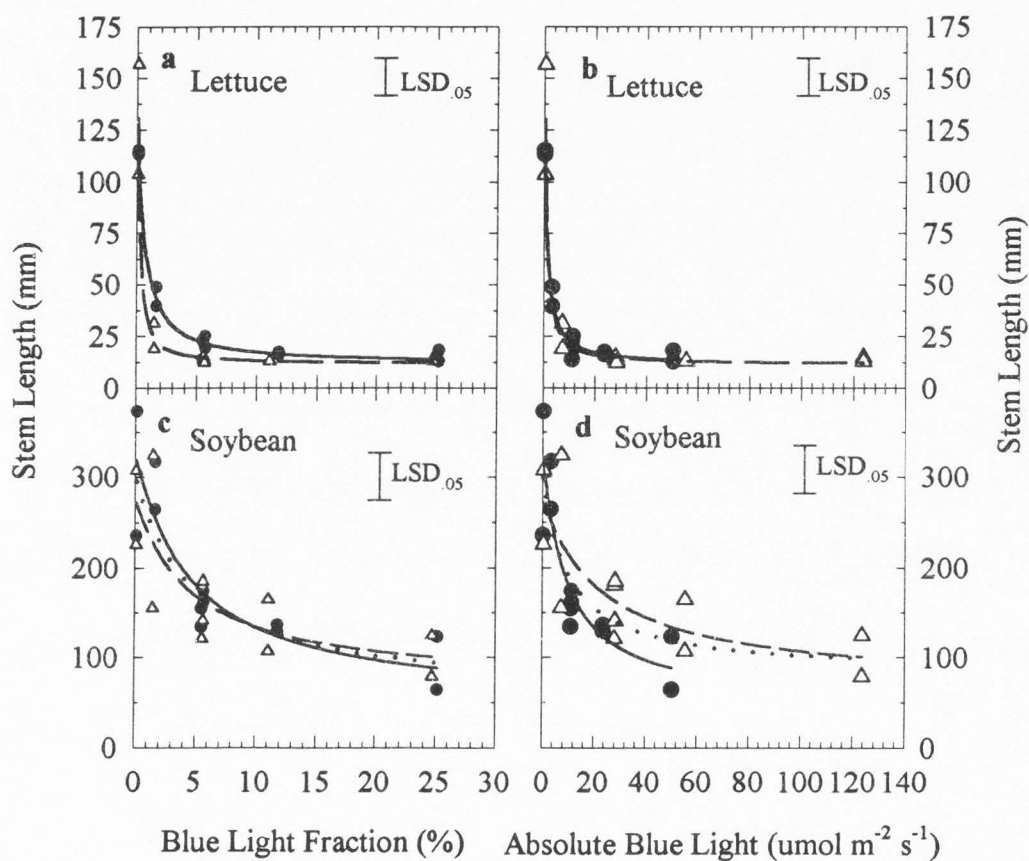 175 175
a b
150 Lettuce LSD.05 Lettuce LSD.05 150
125 125
100 100
75 75
50 50
25 25
0 0
c d
Soybean Soybean
300 LSD.05 LSD.05 300
200 200
100 100
0 0
0 5 10 15 20 25 30 0 20 40 60 80 100 120 140
Stem Length (mm)
Stem Length (mm)
Blue Light Fraction (%) Absolute Blue Light (umol m⁻² s⁻¹)